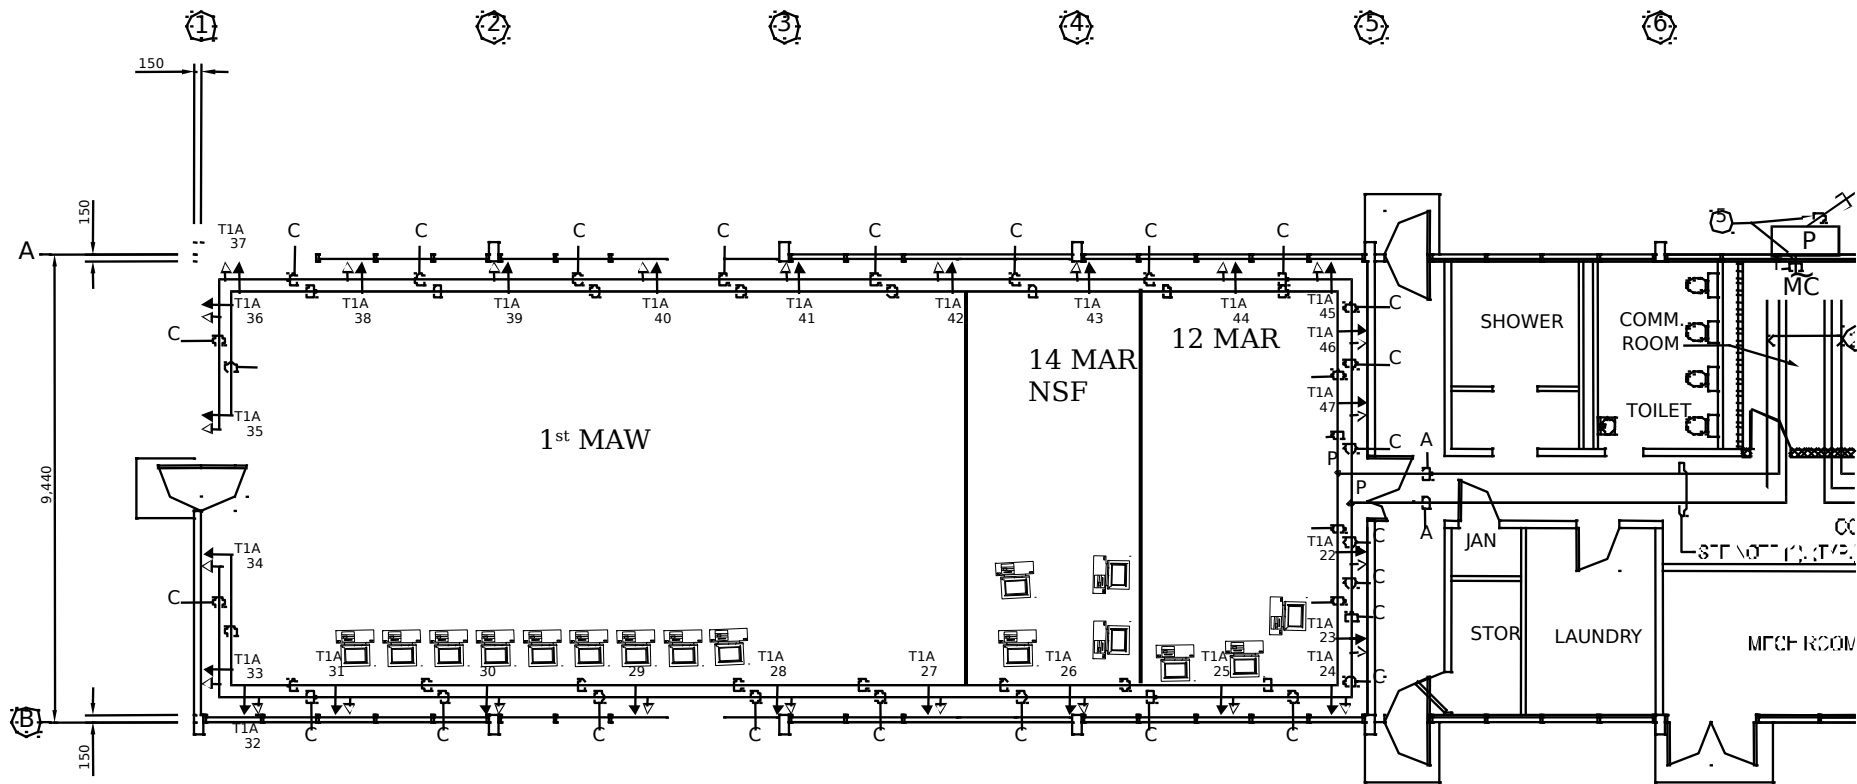 1 2 3 4 5 6
150
150
A
C C C C C C C C
T1A
37
5
P
MC
T1A
36
T1A
38
T1A
39
T1A
40
T1A
41
T1A
42
T1A
43
T1A
44
T1A
45
C
T1A
46
C
C
T1A
47
C
SHOWER
COMM.
ROOM
TOILET
12 MAR
14 MAR
NSF
1st MAW
T1A
35
9,440
P
A
P
A
T1A
34
C
T1A
22
C
C
C
JAN
STOR
LAUNDRY
MECH ROOM
T1A
23
T1A
33
T1A
31
30
29
T1A
28
T1A
27
T1A
26
T1A
25
T1A
24
C
B
T1A
32
C C C C C C C C
150